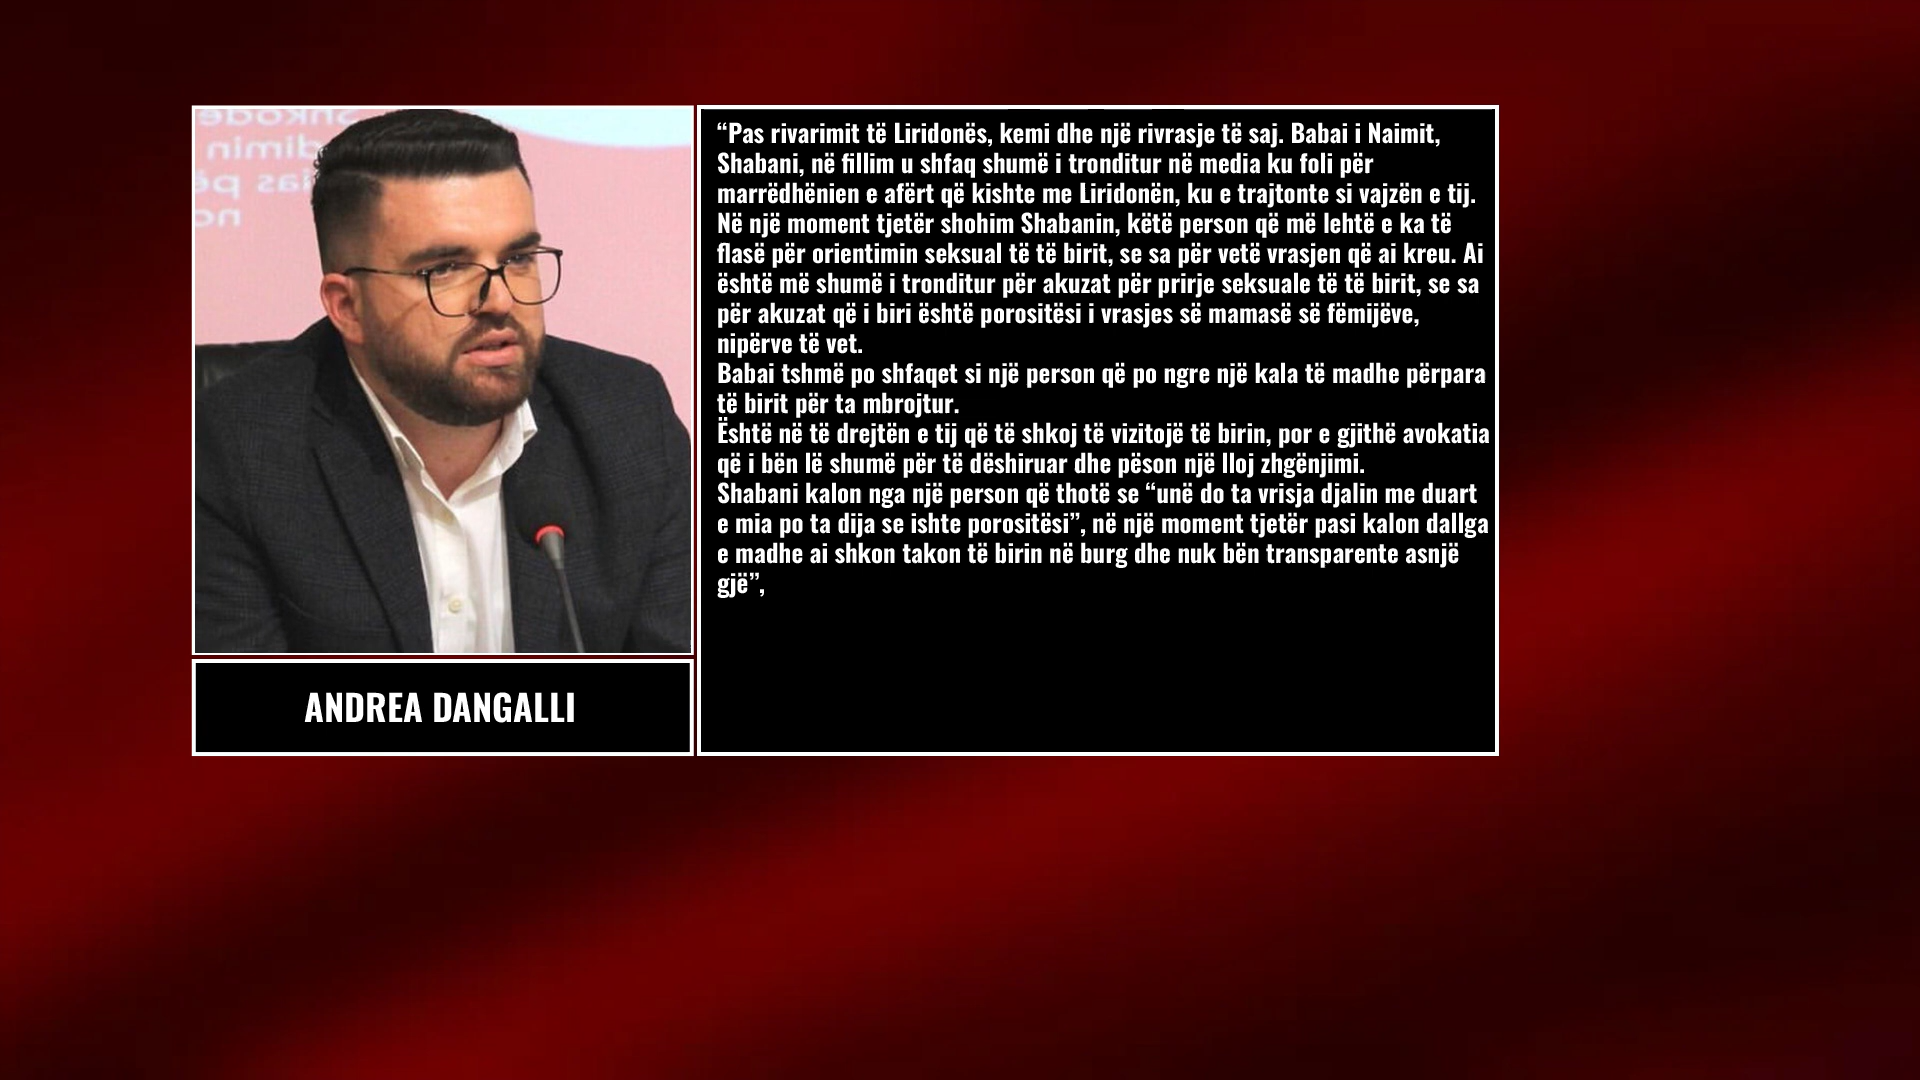 shkodë
dimin
ias pë
no
“Pas rivarimit të Liridonës, kemi dhe një rivrasje të saj. Babai i Naimit,
Shabani, në fillim u shfaq shumë i tronditur në media ku foli për
marrëdhënien e afërt që kishte me Liridonën, ku e trajtonte si vajzën e tij.
Në një moment tjetër shohim Shabanin, këtë person që më lehtë e ka të
flasë për orientimin seksual të të birit, se sa për vetë vrasjen që ai kreu. Ai
është më shumë i tronditur për akuzat për prirje seksuale të të birit, se sa
për akuzat që i biri është porositësi i vrasjes së mamasë së fëmijëve,
nipërve të vet.
Babai tshmë po shfaqet si një person që po ngre një kala të madhe përpara
të birit për ta mbrojtur.
Është në të drejtën e tij që të shkoj të vizitojë të birin, por e gjithë avokatia
që i bën lë shumë për të dëshiruar dhe pëson një lloj zhgënjimi.
Shabani kalon nga një person që thotë se “unë do ta vrisja djalin me duart
e mia po ta dija se ishte porositësi”, në një moment tjetër pasi kalon dallga
e madhe ai shkon takon të birin në burg dhe nuk bën transparente asnjë
gjë”,
ANDREA DANGALLI